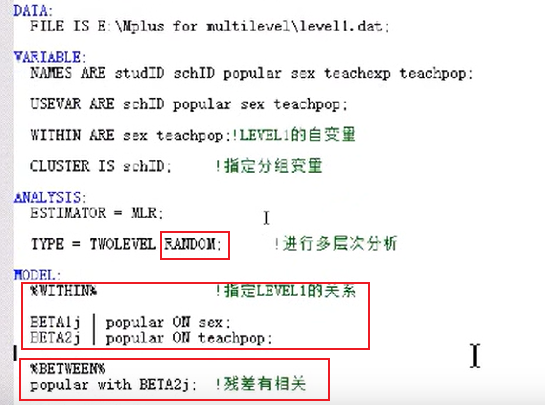 DATA:
FILE IS E:\Mplus for multilevel\level1.dat;
VARIABLE:
NAMES ARE studID schID popular sex teachexp teachpop;
USEVAR ARE schID popular sex teachpop;
WITHIN ARE sex teachpop;!LEVEL1的自变量
CLUSTER IS schID; !指定分组变量
ANALYSIS:
ESTIMATOR = MLR;
TYPE = TWOLEVEL RANDOM; !进行多层次分析
MODEL:
%WITHIN% !指定LEVEL1的关系
BETA1j | popular ON sex;
BETA2j | popular ON teachpop;
%BETWEEN%
popular with BETA2j; !残差有相关